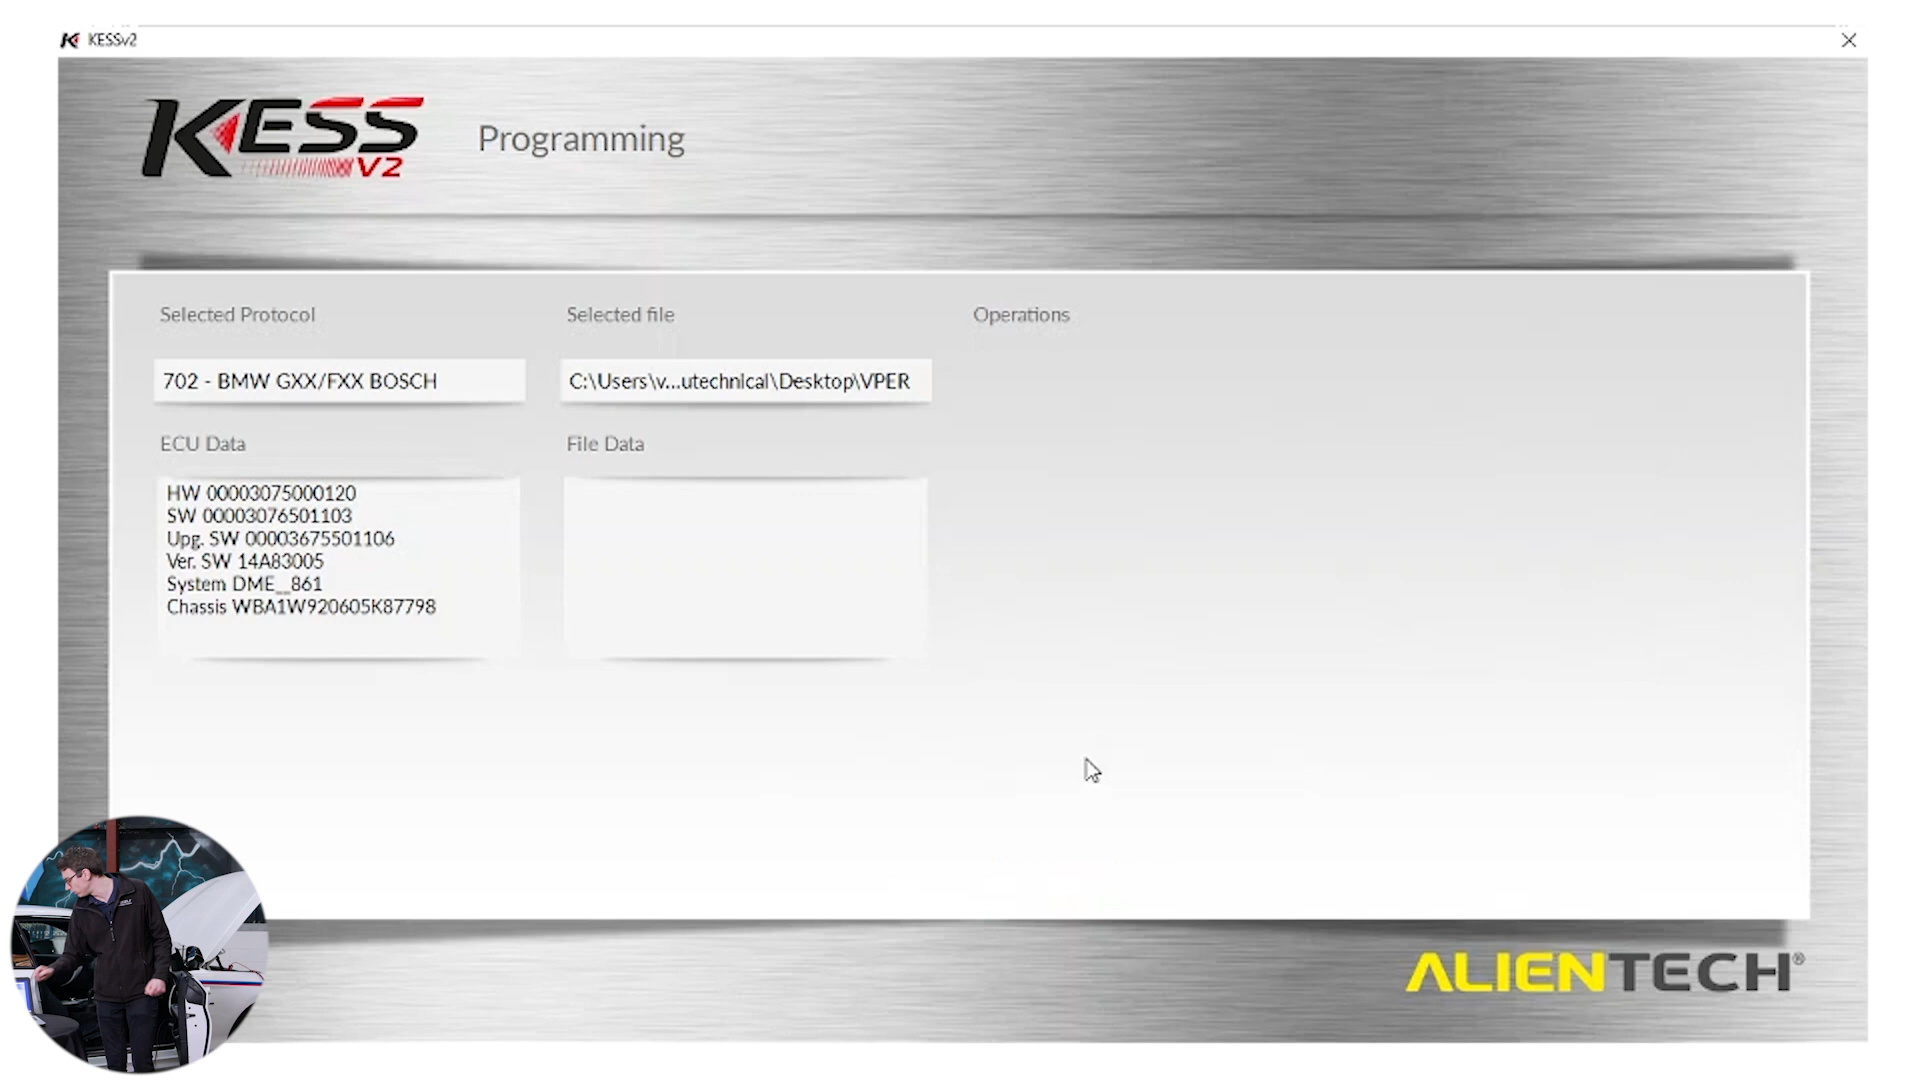 KESSv2
KESS
V2
Programming
Selected Protocol
702 - BMW GXX/FXX BOSCH
Selected file
C:\Users\v...utechnical\Desktop\VPER
Operations
ECU Data
HW 00003075000120
SW 00003076501103
Upg. SW 00003675501106
Ver. SW 14A83005
System DME__861
Chassis WBA1W920605K87798
File Data
ALIENTECH®